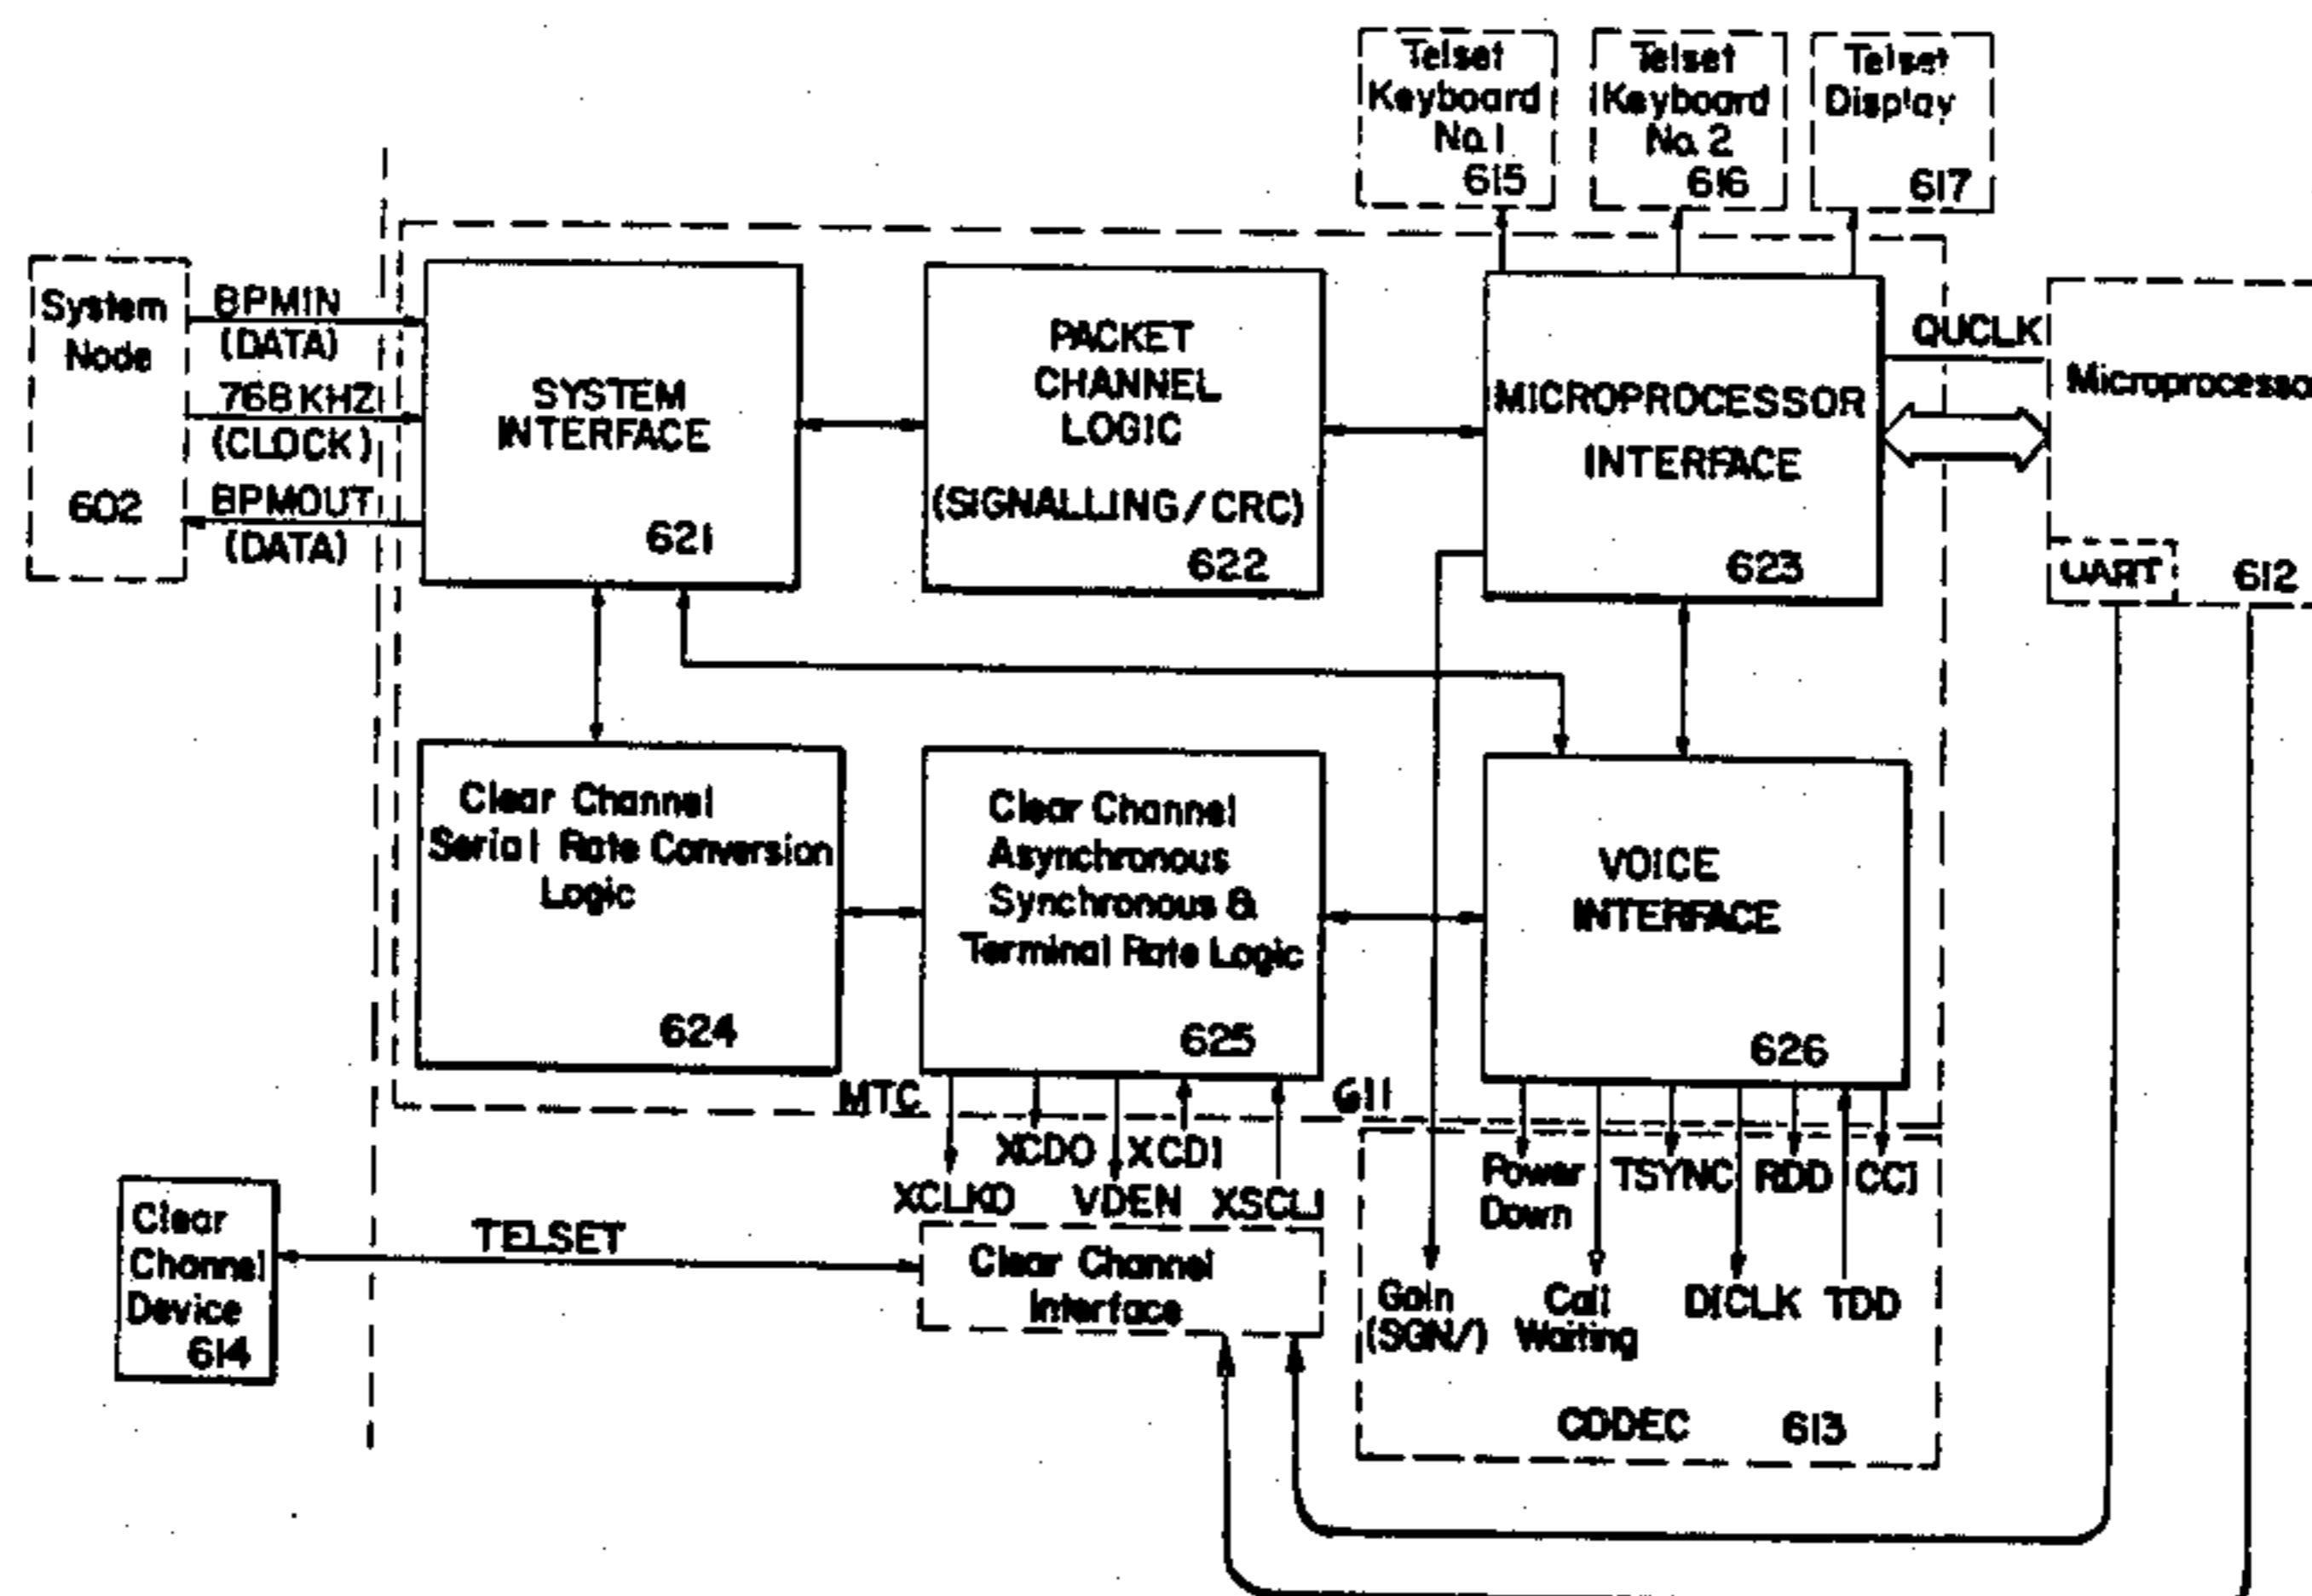 Telset
Keyboard
No. 1
615
Telset
Keyboard
No. 2
616
Telset
Display
617
System
Node
602
BPMIN
(DATA)
768 KHZ
(CLOCK)
BPMOUT
(DATA)
SYSTEM
INTERFACE
621
PACKET
CHANNEL
LOGIC
(SIGNALLING/CRC)
622
MICROPROCESSOR
INTERFACE
623
QUCLK
Microprocessor
UART
612
Clear Channel
Serial Rate Conversion
Logic
624
Clear Channel
Asynchronous
Synchronous &
Terminal Rate Logic
625
VOICE
INTERFACE
626
MTC
611
XCDO
XCDI
XCLKO
VDEN
XSCLI
Power
Down
TSYNC
RDD
CCI
Clear
Channel
Device
614
TELSET
Clear Channel
Interface
Gain
(SGN/)
Call
Waiting
DICLK
TDD
CODEC
613